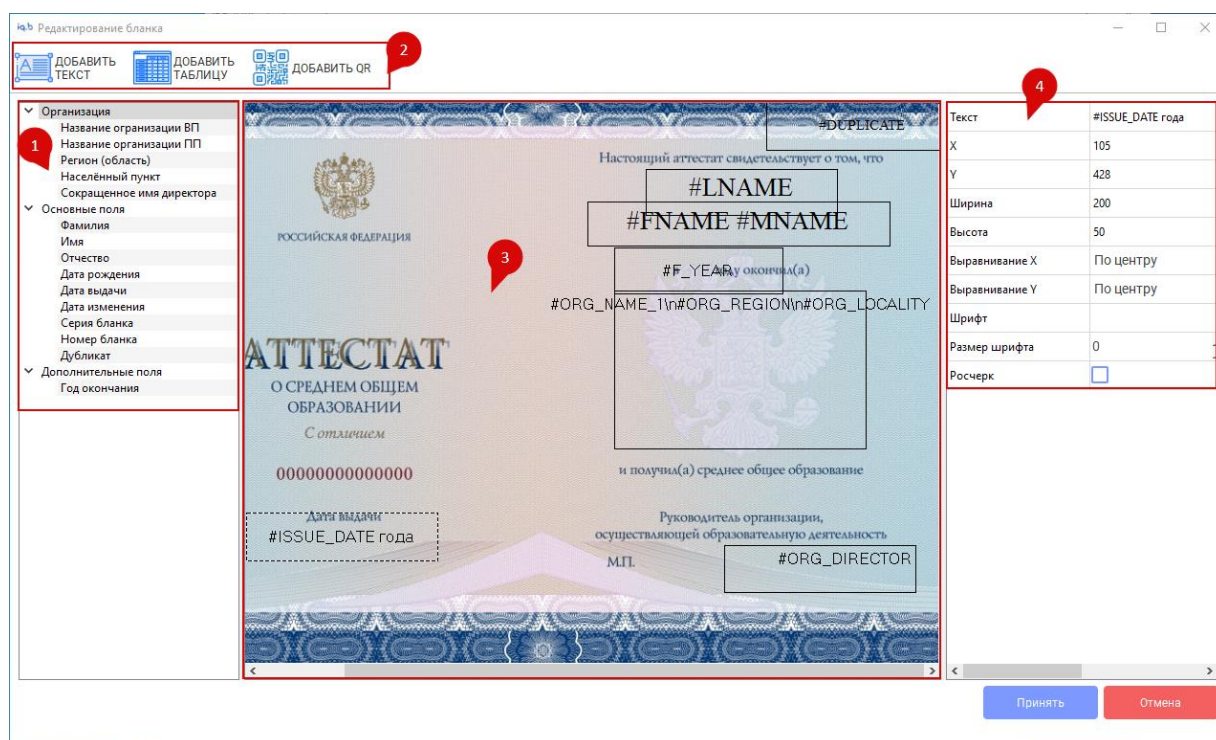 iq.b Редактирование бланка
ДОБАВИТЬ
ТЕКСТ
ДОБАВИТЬ
ТАБЛИЦУ
ДОБАВИТЬ QR
2
1
Организация
Название огранизации ВП
Название организации ПП
Регион (область)
Населённый пункт
Сокращенное имя директора
Основные поля
Фамилия
Имя
Отчество
Дата рождения
Дата выдачи
Дата изменения
Серия бланка
Номер бланка
Дубликат
Дополнительные поля
Год окончания
3
РОССИЙСКАЯ ФЕДЕРАЦИЯ
АТТЕСТАТ
О СРЕДНЕМ ОБЩЕМ
ОБРАЗОВАНИИ
С отличием
00000000000000
Дата выдачи
#ISSUE_DATE года
#DUPLICATE
Настоящий аттестат свидетельствует о том, что
#LNAME
#FNAME #MNAME
#F_YEAR у окончил(а)
#ORG_NAME_1\n#ORG_REGION\n#ORG_LOCALITY
и получил(а) среднее общее образование
Руководитель организации,
осуществляющей образовательную деятельность
М.П.
#ORG_DIRECTOR
4
Текст #ISSUE_DATE года
X 105
Y 428
Ширина 200
Высота 50
Выравнивание X По центру
Выравнивание Y По центру
Шрифт
Размер шрифта 0
Росчерк
Принять
Отмена